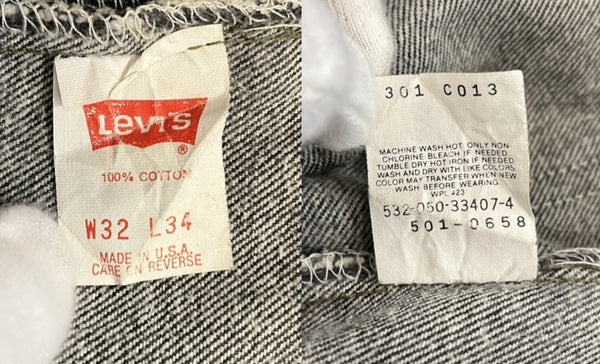 Levi's
®
100% COTTON
W32 L34
MADE IN U.S.A.
CARE ON REVERSE
301 C013
MACHINE WASH HOT, ONLY NON-
CHLORINE BLEACH IF NEEDED.
TUMBLE DRY HOT IRON IF NEEDED
WASH AND DRY WITH LIKE COLORS,
COLOR MAY TRANSFER WHEN NEW
WASH BEFORE WEARING
WPL 423
532-050-33407-4
501-0658